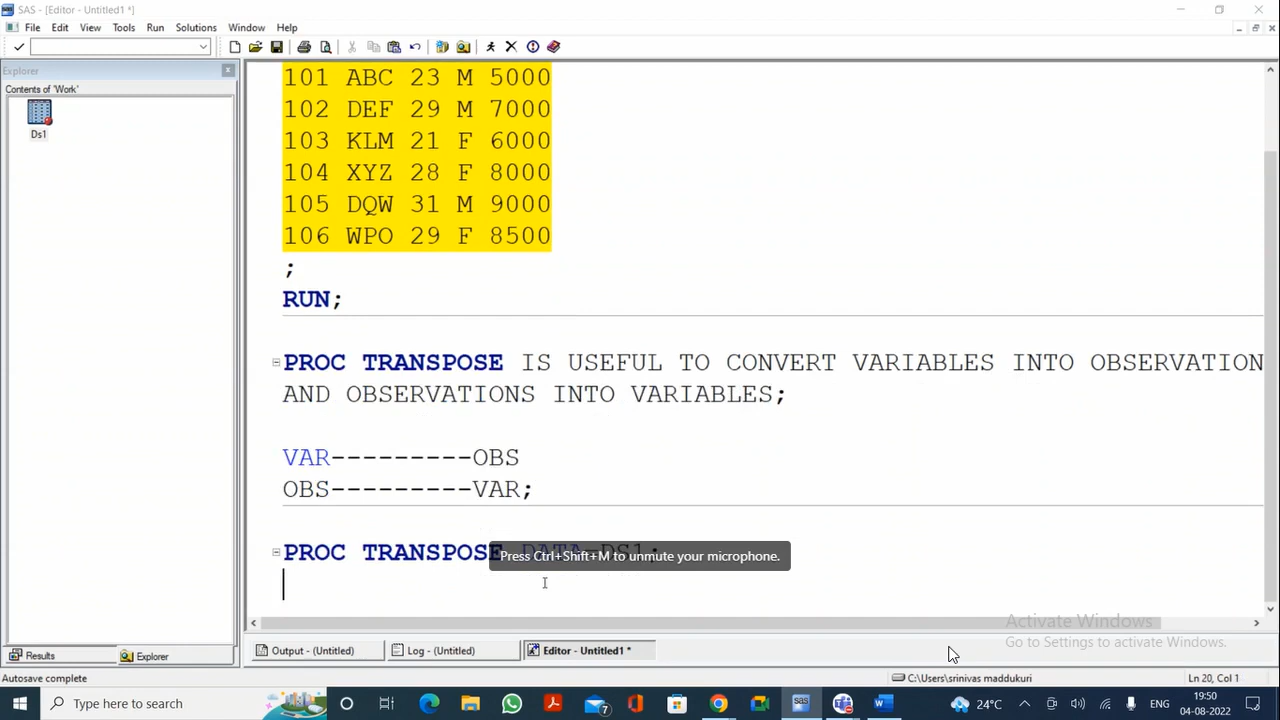 SAS - [Editor - Untitled1 *]
File Edit View Tools Run Solutions Window Help
Explorer
Contents of 'Work'
Ds1
101 ABC 23 M 5000
102 DEF 29 M 7000
103 KLM 21 F 6000
104 XYZ 28 F 8000
105 DQW 31 M 9000
106 WPO 29 F 8500
;
RUN;
PROC TRANSPOSE IS USEFUL TO CONVERT VARIABLES INTO OBSERVATION
AND OBSERVATIONS INTO VARIABLES;
VAR---------OBS
OBS---------VAR;
PROC TRANSPOSE DATA=DS1;
Press Ctrl+Shift+M to unmute your microphone.
Activate Windows
Go to Settings to activate Windows.
Results Explorer
Output - (Untitled) Log - (Untitled) Editor - Untitled1 *
Autosave complete C:\Users\srinivas maddukuri Ln 20, Col 1
Type here to search 7 24°C ENG 19:50
04-08-2022